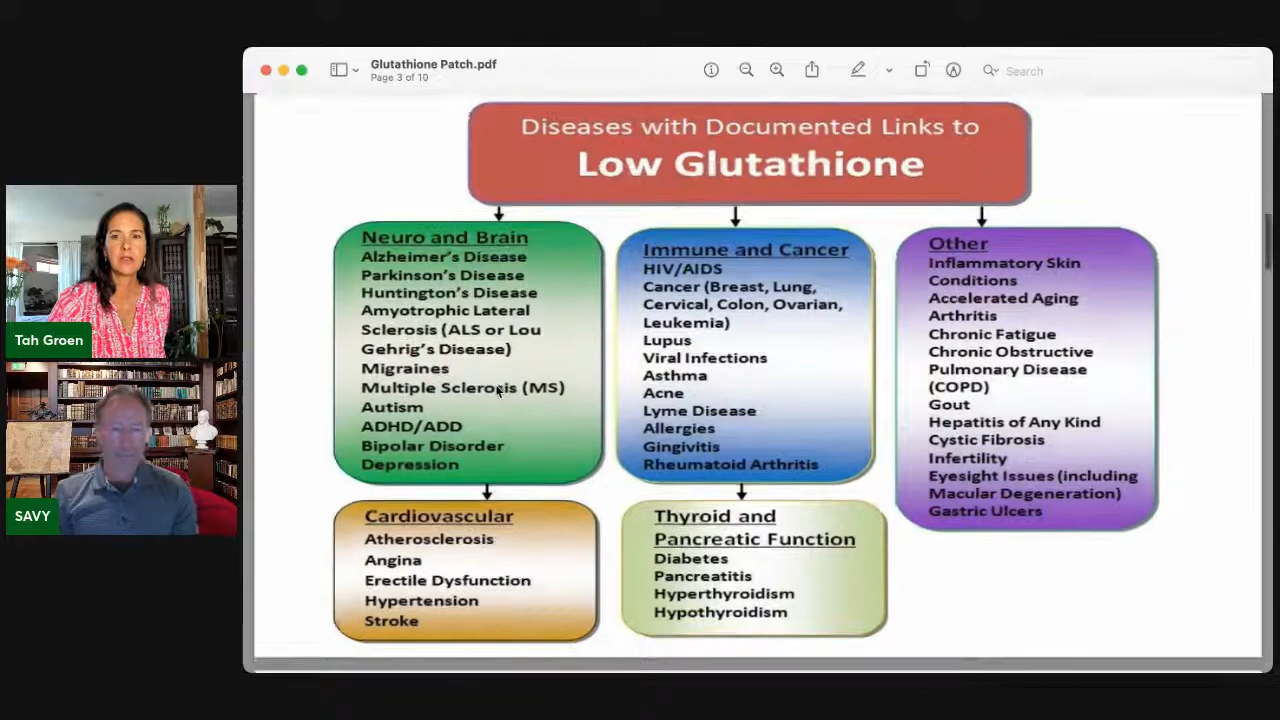 Glutathione Patch.pdf
Page 3 of 10
Search
Diseases with Documented Links to
Low Glutathione
Neuro and Brain
Alzheimer's Disease
Parkinson's Disease
Huntington's Disease
Amyotrophic Lateral
Sclerosis (ALS or Lou
Gehrig's Disease)
Migraines
Multiple Sclerosis (MS)
Autism
ADHD/ADD
Bipolar Disorder
Depression
Immune and Cancer
HIV/AIDS
Cancer (Breast, Lung,
Cervical, Colon, Ovarian,
Leukemia)
Lupus
Viral Infections
Asthma
Acne
Lyme Disease
Allergies
Gingivitis
Rheumatoid Arthritis
Other
Inflammatory Skin
Conditions
Accelerated Aging
Arthritis
Chronic Fatigue
Chronic Obstructive
Pulmonary Disease
(COPD)
Gout
Hepatitis of Any Kind
Cystic Fibrosis
Infertility
Eyesight Issues (including
Macular Degeneration)
Gastric Ulcers
Cardiovascular
Atherosclerosis
Angina
Erectile Dysfunction
Hypertension
Stroke
Thyroid and
Pancreatic Function
Diabetes
Pancreatitis
Hyperthyroidism
Hypothyroidism
Tah Groen
SAVY